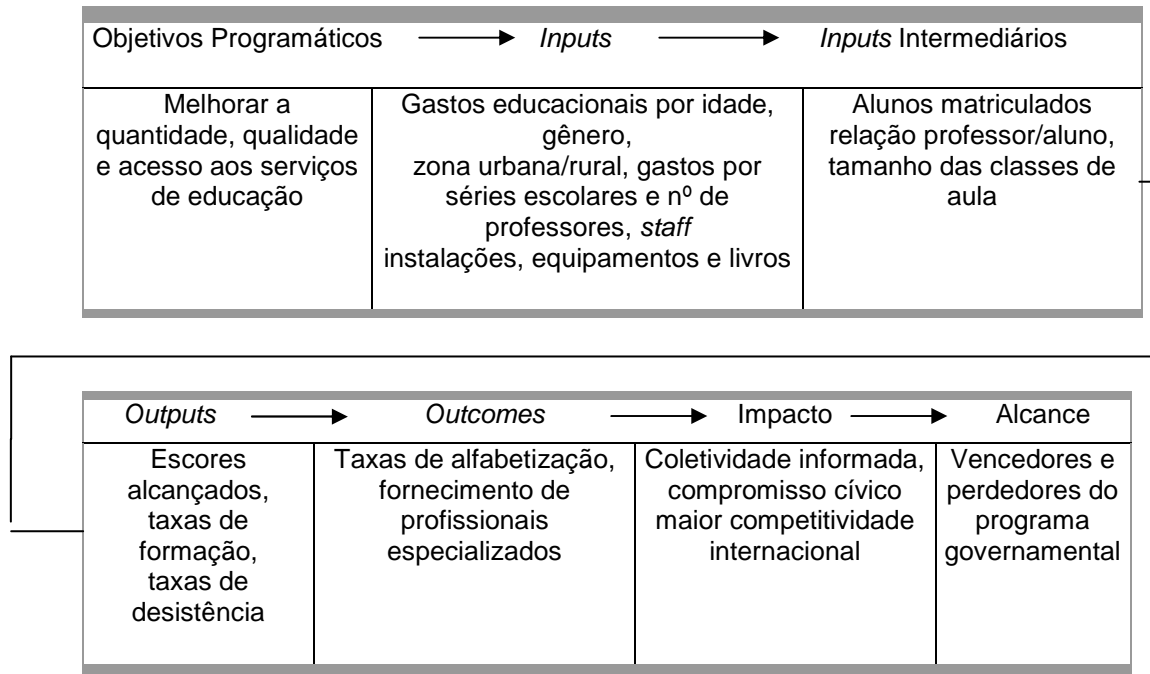 Objetivos Programáticos Inputs Inputs Intermediários
Melhorar a
quantidade, qualidade
e acesso aos serviços
de educação
Gastos educacionais por idade,
gênero,
zona urbana/rural, gastos por
séries escolares e nº de
professores, staff
instalações, equipamentos e livros
Alunos matriculados
relação professor/aluno,
tamanho das classes de
aula
Outputs Outcomes Impacto Alcance
Escores
alcançados,
taxas de
formação,
taxas de
desistência
Taxas de alfabetização,
fornecimento de
profissionais
especializados
Coletividade informada,
compromisso cívico
maior competitividade
internacional
Vencedores e
perdedores do
programa
governamental